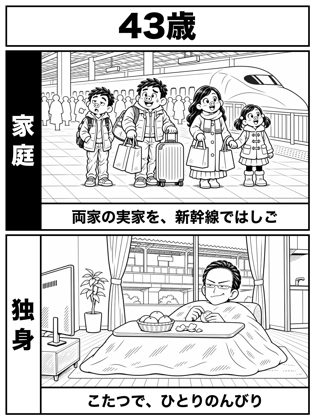 43歳
家庭
両家の実家を、新幹線ではしご
独身
こたつで、ひとりのんびり